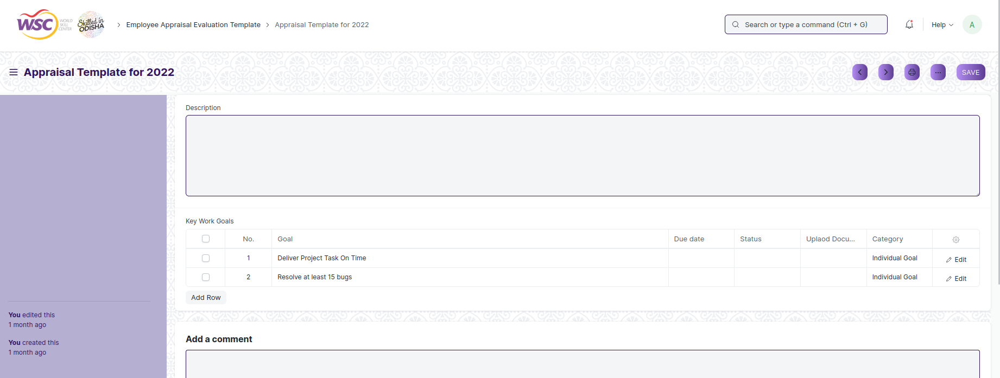 WSC WORLD SKILL CENTER Skilled in ODISHA > Employee Appraisal Evaluation Template > Appraisal Template for 2022 Search or type a command (Ctrl + G) Help A
Appraisal Template for 2022 ... SAVE
Description
Key Work Goals
No. Goal Due date Status Uplaod Docu... Category
1 Deliver Project Task On Time Individual Goal Edit
2 Resolve at least 15 bugs Individual Goal Edit
Add Row
You edited this
1 month ago
You created this
1 month ago
Add a comment